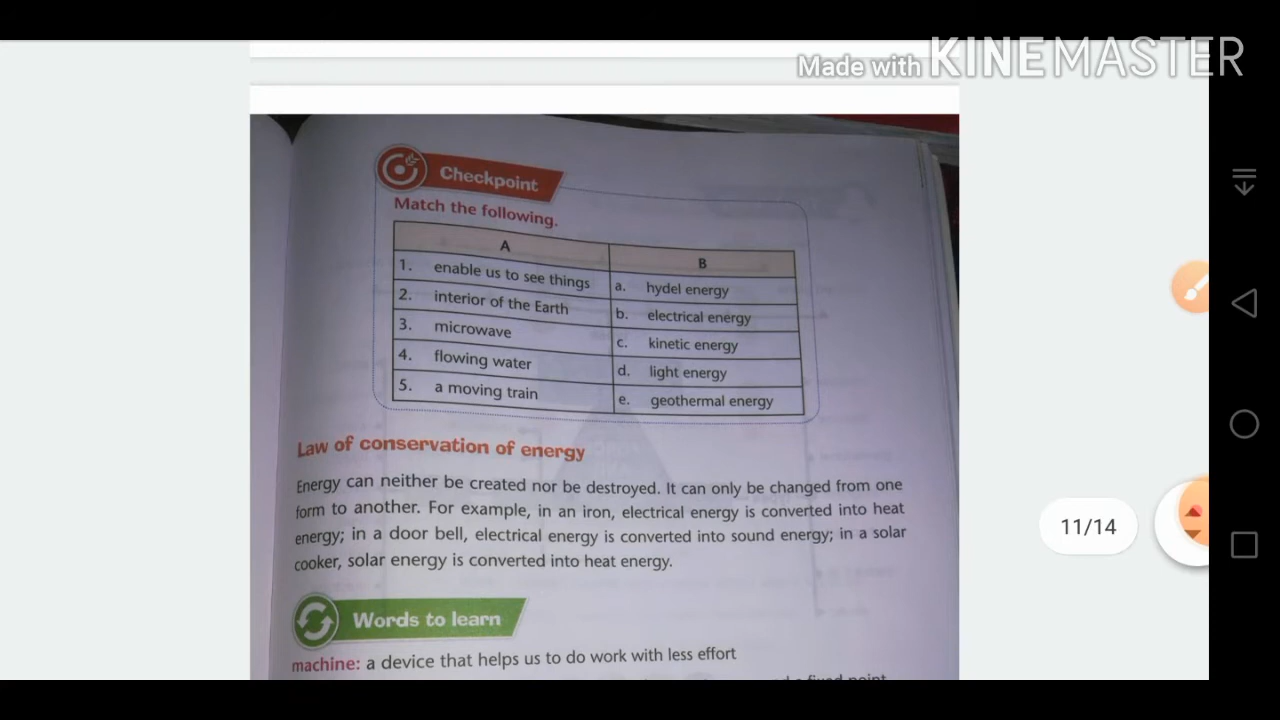 Made with KINEMASTER
Checkpoint
Match the following.
A B
1. enable us to see things a. hydel energy
2. interior of the Earth b. electrical energy
3. microwave c. kinetic energy
4. flowing water d. light energy
5. a moving train e. geothermal energy
Law of conservation of energy
Energy can neither be created nor be destroyed. It can only be changed from one
form to another. For example, in an iron, electrical energy is converted into heat
energy; in a door bell, electrical energy is converted into sound energy; in a solar
cooker, solar energy is converted into heat energy.
11/14
Words to learn
machine: a device that helps us to do work with less effort
a fixed point